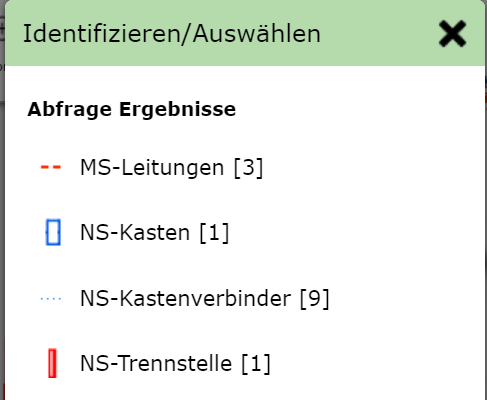 Identifizieren/Auswählen
Abfrage Ergebnisse
MS-Leitungen [3]
NS-Kasten [1]
NS-Kastenverbinder [9]
NS-Trennstelle [1]